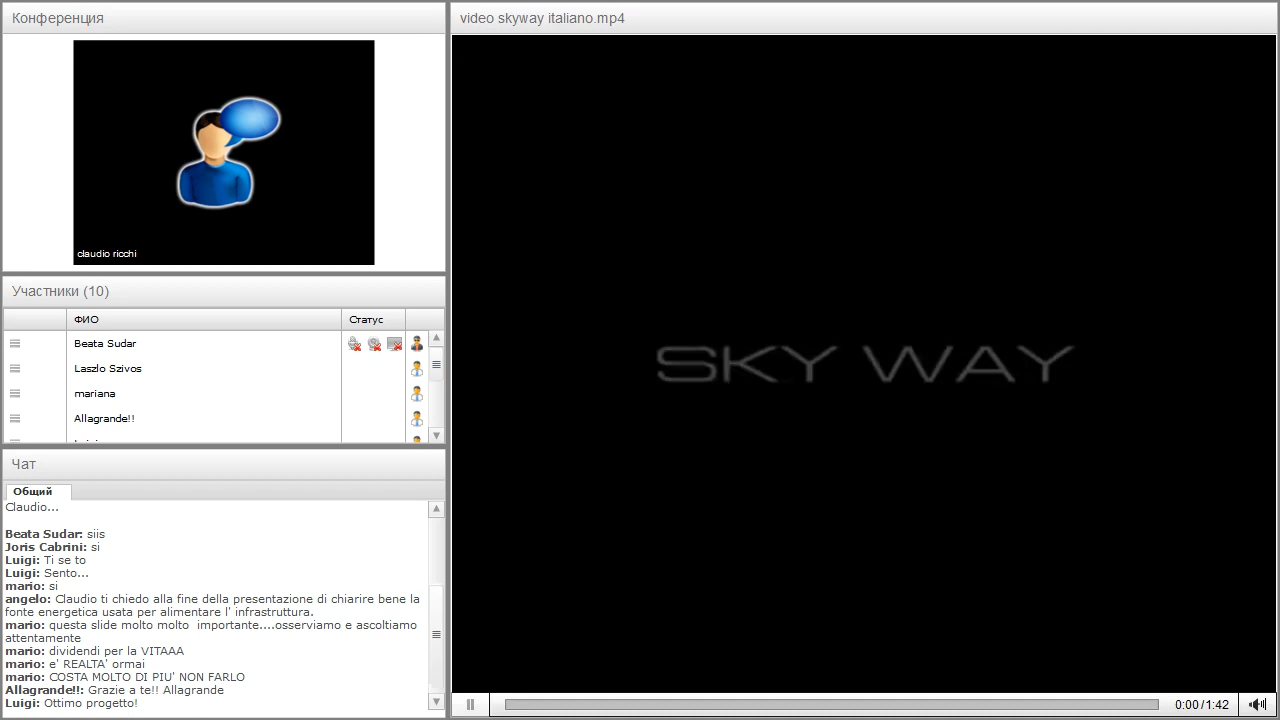 Конференция
claudio ricchi
Участники (10)
ФИО Статус
Beata Sudar
Laszlo Szivos
mariana
Allagrande!!
Чат
Общий
Claudio...
Beata Sudar: siis
Joris Cabrini: si
Luigi: Ti se to
Luigi: Sento...
mario: si
angelo: Claudio ti chiedo alla fine della presentazione di chiarire bene la
fonte energetica usata per alimentare l' infrastruttura.
mario: questa slide molto molto importante....osserviamo e ascoltiamo
attentamente
mario: dividendi per la VITAAA
mario: e' REALTA' ormai
mario: COSTA MOLTO DI PIU' NON FARLO
Allagrande!!: Grazie a te!! Allagrande
Luigi: Ottimo progetto!
video skyway italiano.mp4
SKY WAY
0:00/1:42